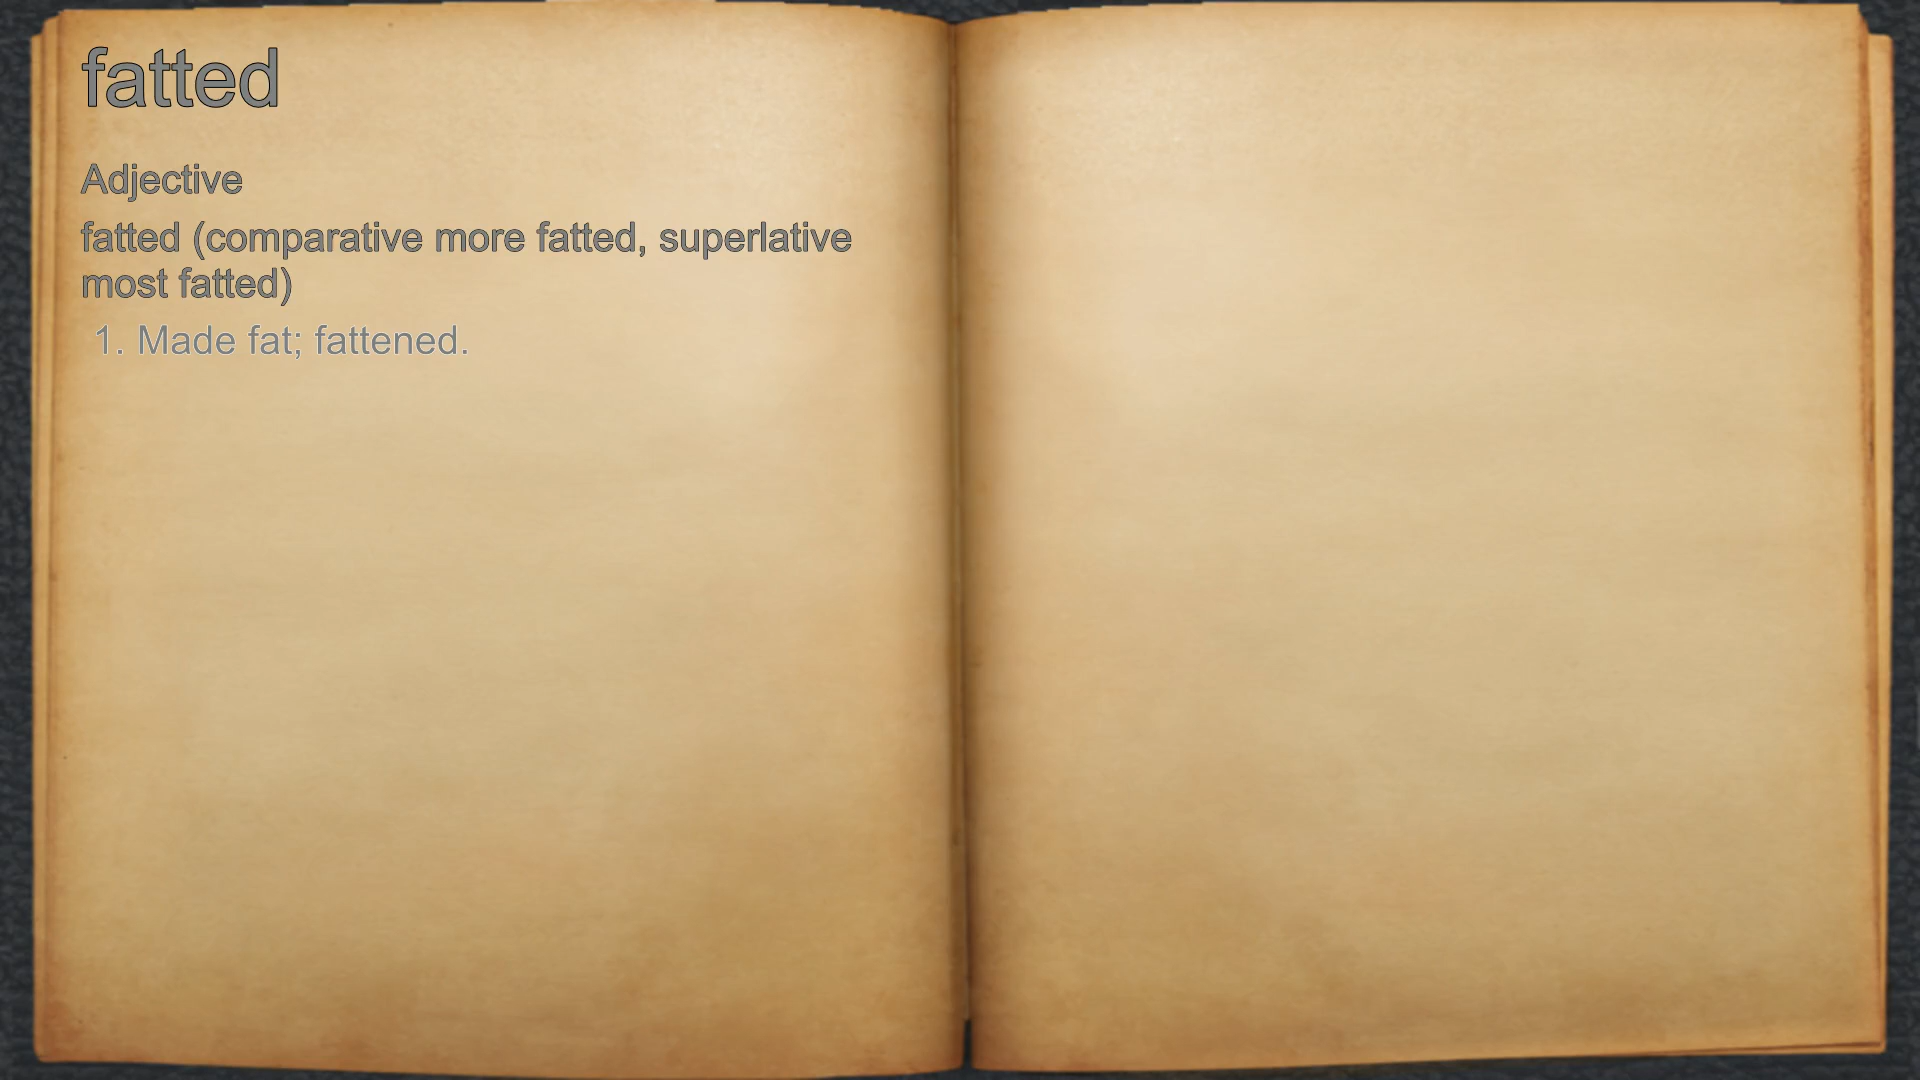 fatted
Adjective
fatted (comparative more fatted, superlative
most fatted)
1. Made fat; fattened.